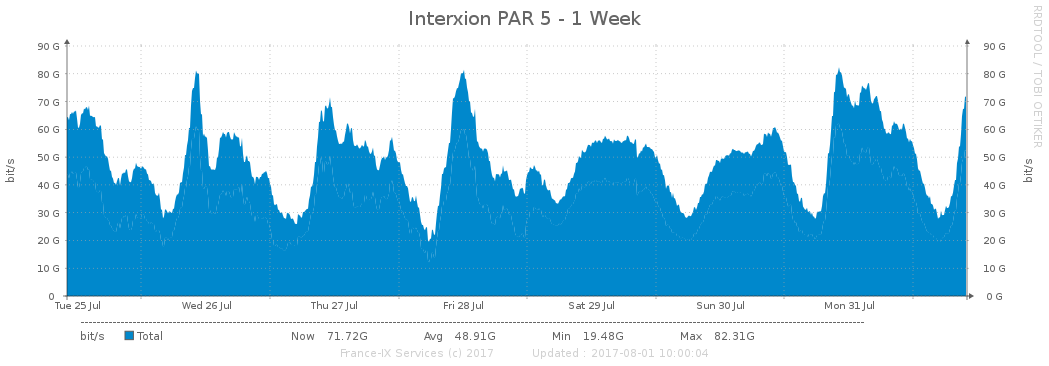 Interxion PAR 5 - 1 Week
RRDTOOL / TOBI OETIKER
90 G 90 G
80 G 80 G
70 G 70 G
60 G 60 G
50 G 50 G
40 G 40 G
30 G 30 G
20 G 20 G
10 G 10 G
0 0 G
bit/s
bit/s
Tue 25 Jul Wed 26 Jul Thu 27 Jul Fri 28 Jul Sat 29 Jul Sun 30 Jul Mon 31 Jul
bit/s Total Now 71.72G Avg 48.91G Min 19.48G Max 82.31G
France-IX Services (c) 2017 Updated : 2017-08-01 10:00:04